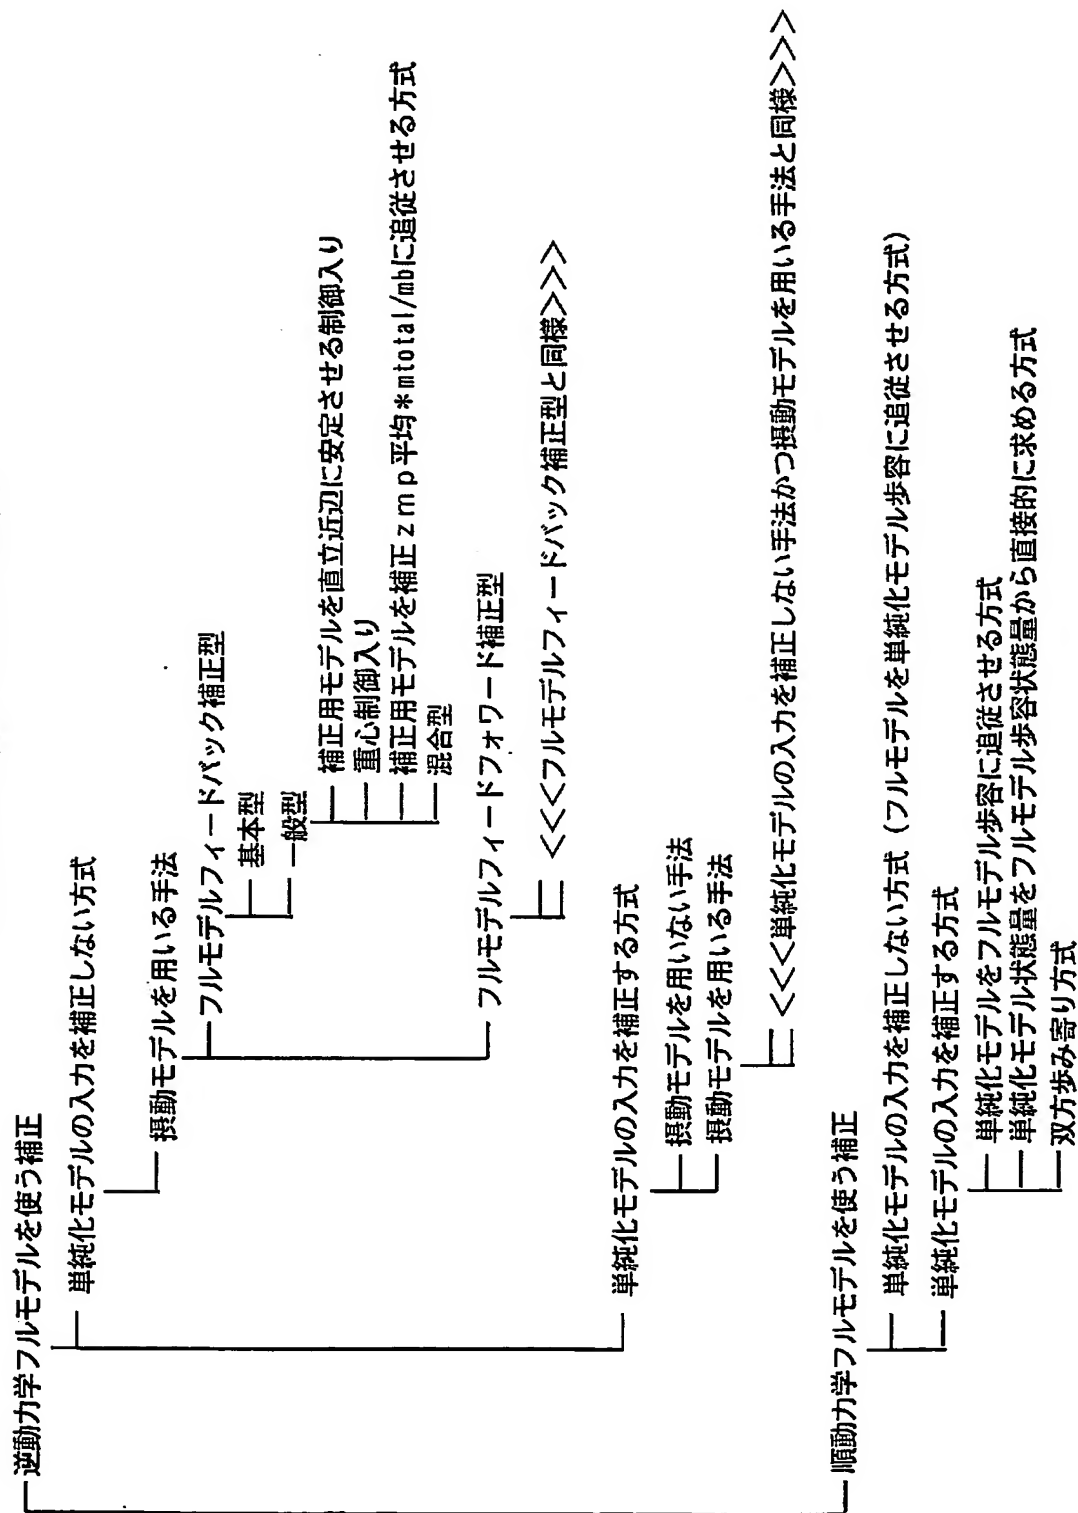 逆動力学フルモデルを使う補正
単純化モデルの入力を補正しない方式
摂動モデルを用いる手法
フルモデルフィードバック補正型
基本型
一般型
補正用モデルを直立近辺に安定させる制御入り
重心制御入り
補正用モデルを補正zmp平均*mtotal/mbに追従させる方式
混合型
フルモデルフィードフォワード補正型
<<<フルモデルフィードバック補正型と同様>>>
単純化モデルの入力を補正する方式
摂動モデルを用いない手法
摂動モデルを用いる手法
<<<単純化モデルの入力を補正しない手法かつ摂動モデルを用いる手法と同様>>>
順動力学フルモデルを使う補正
単純化モデルの入力を補正しない方式(フルモデルを単純化モデル歩容に追従させる方式)
単純化モデルの入力を補正する方式
単純化モデルをフルモデル歩容に追従させる方式
単純化モデル状態量をフルモデル歩容状態量から直接的に求める方式
双方歩み寄り方式